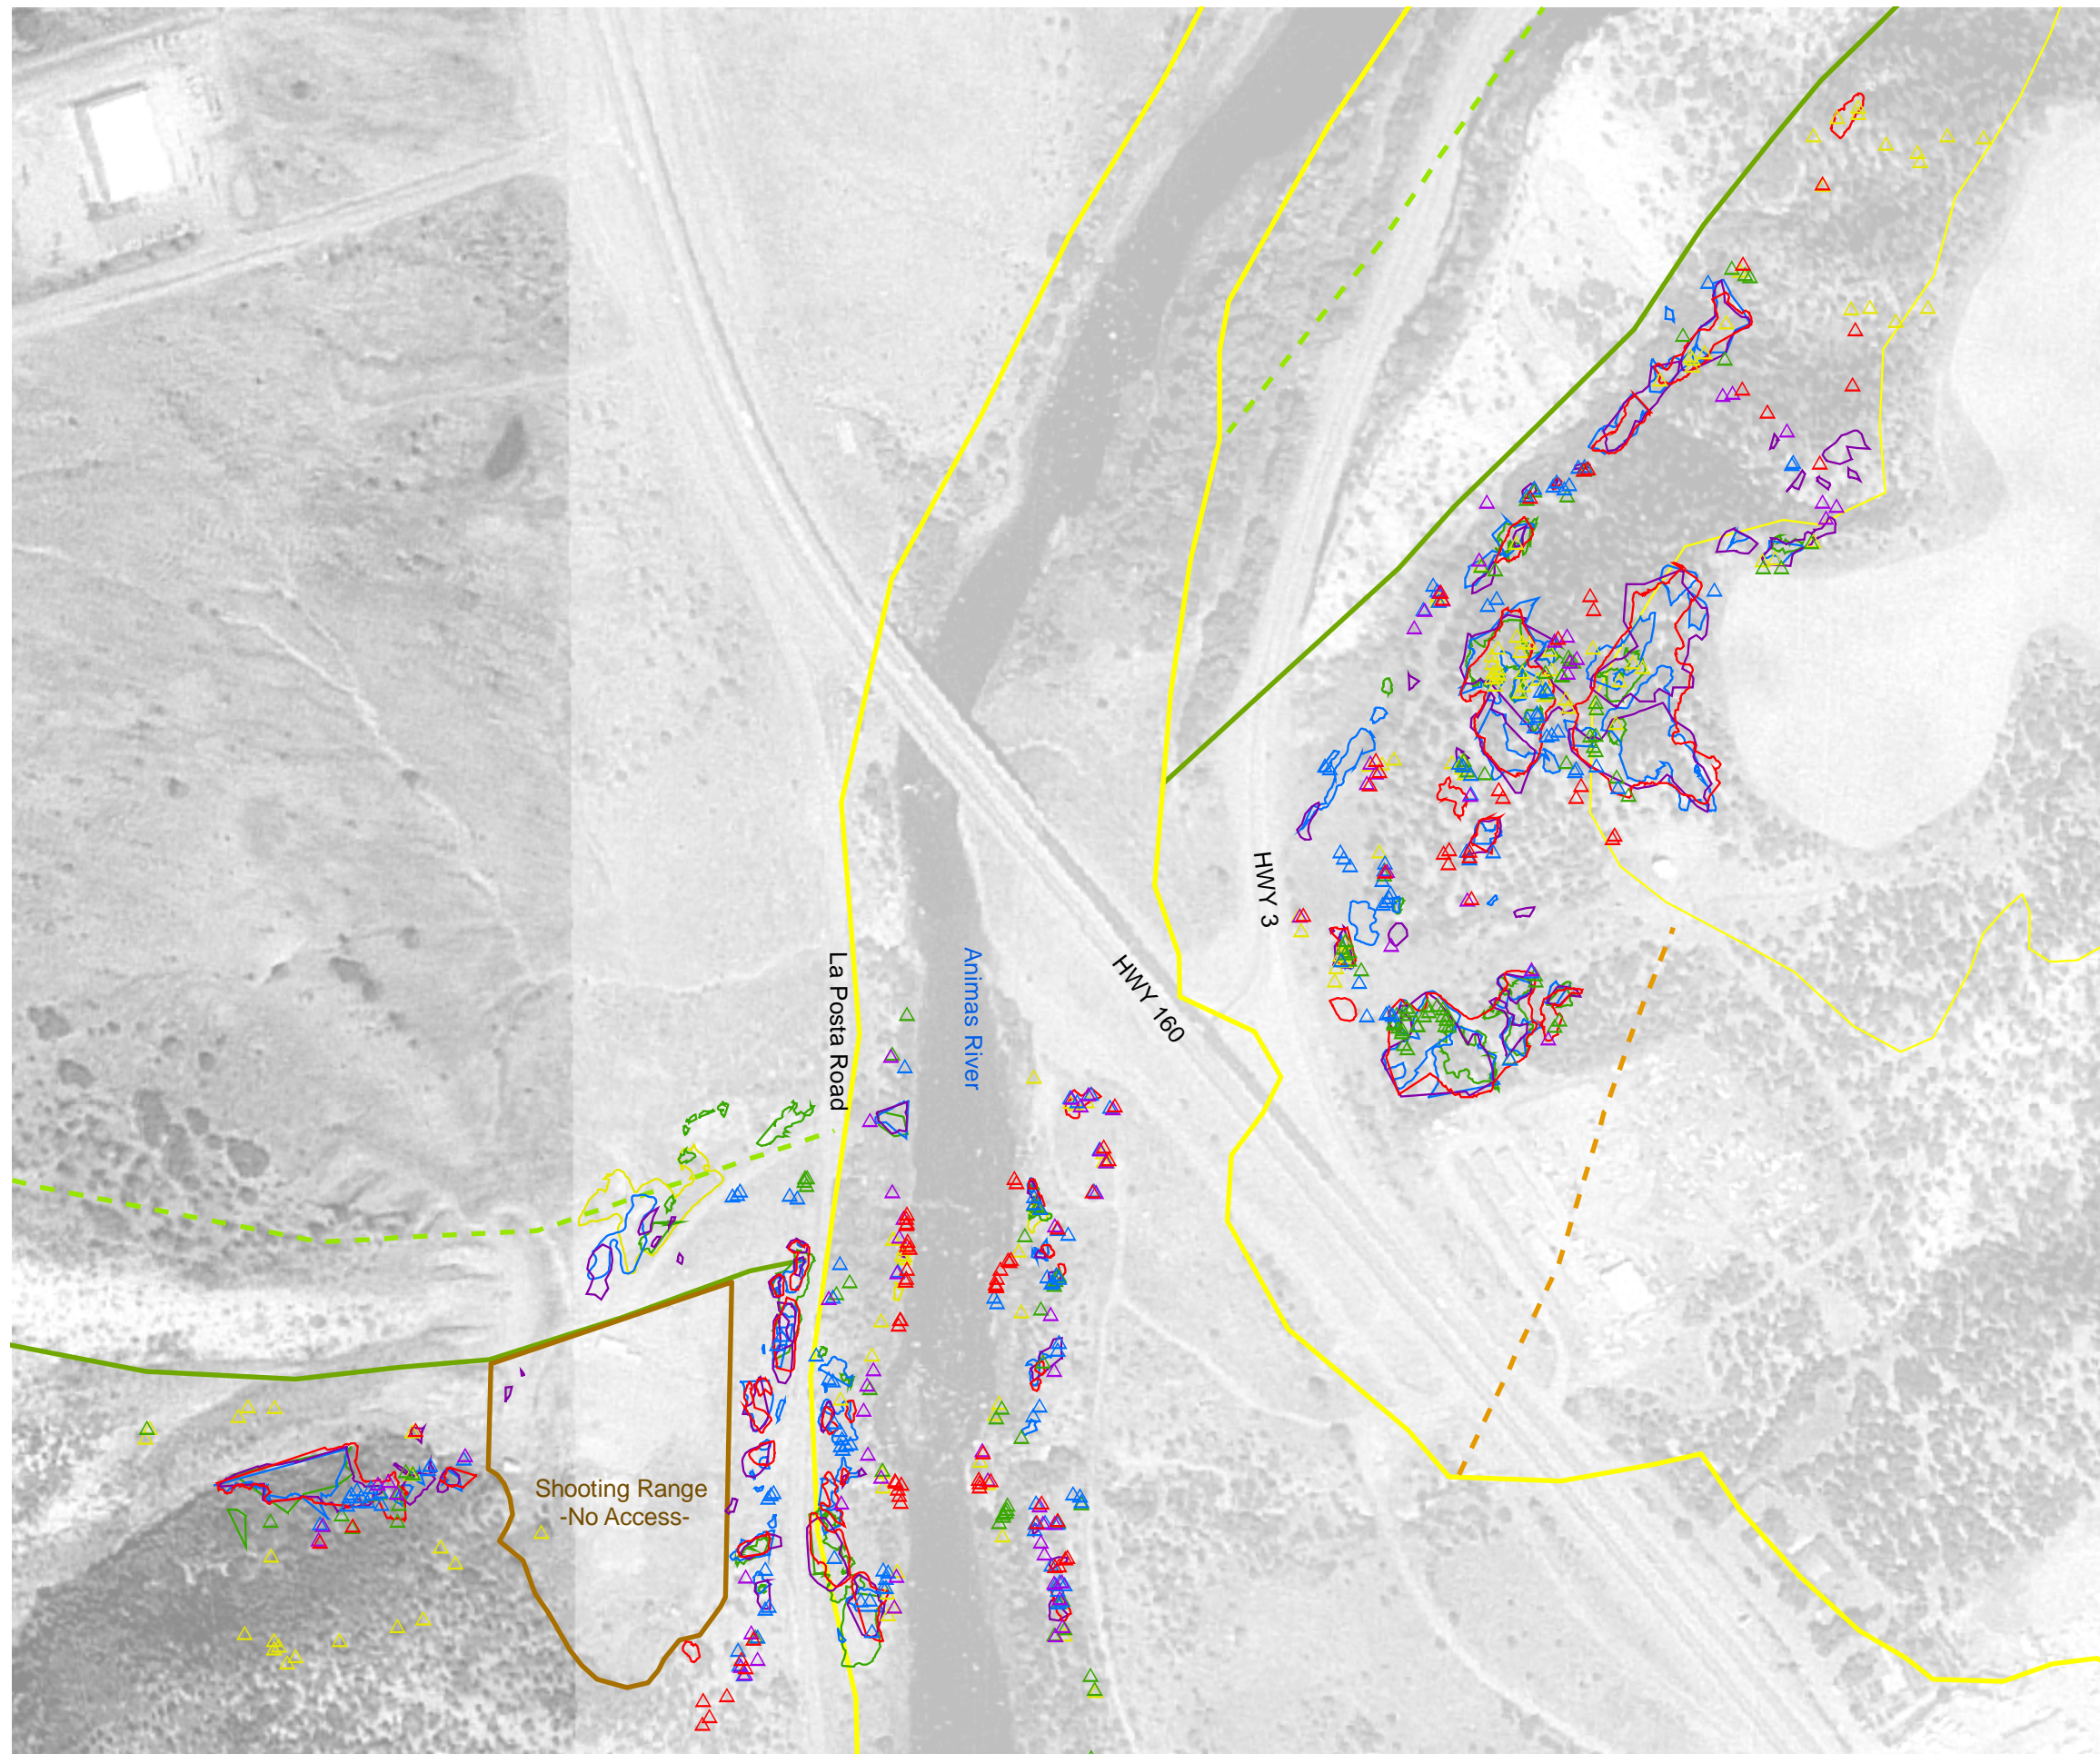 HWY 3
La Posta Road
Animas River
HWY 160
Shooting Range
-No Access-